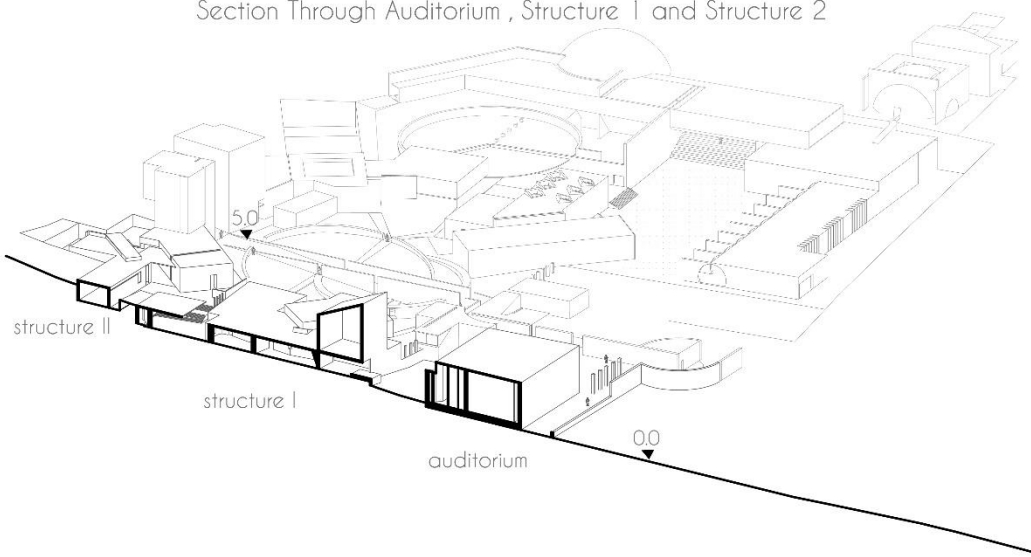 Section Through Auditorium , Structure 1 and Structure 2
5.0
structure II
structure I
auditorium
0.0